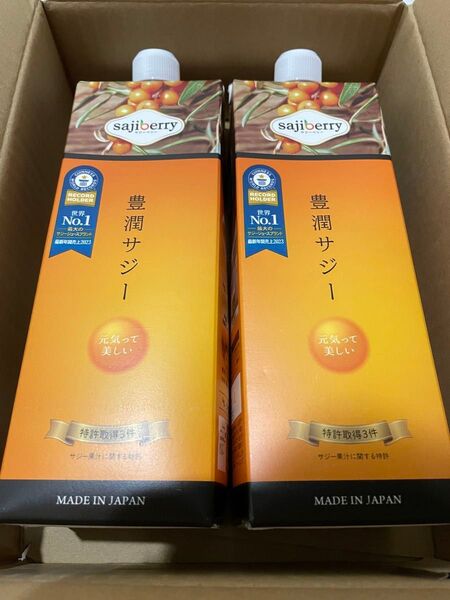 sajiberry
RECORD
HOLDER
世界
No.1
最大の
サジージュースブランド
最新年間売上2023
豊潤サジー
元気って
美しい
特許取得3件
サジー果汁に関する特許
MADE IN JAPAN
sajiberry
RECORD
HOLDER
世界
No.1
最大の
サジージュースブランド
最新年間売上2023
豊潤サジー
元気って
美しい
特許取得3件
サジー果汁に関する特許
MADE IN JAPAN